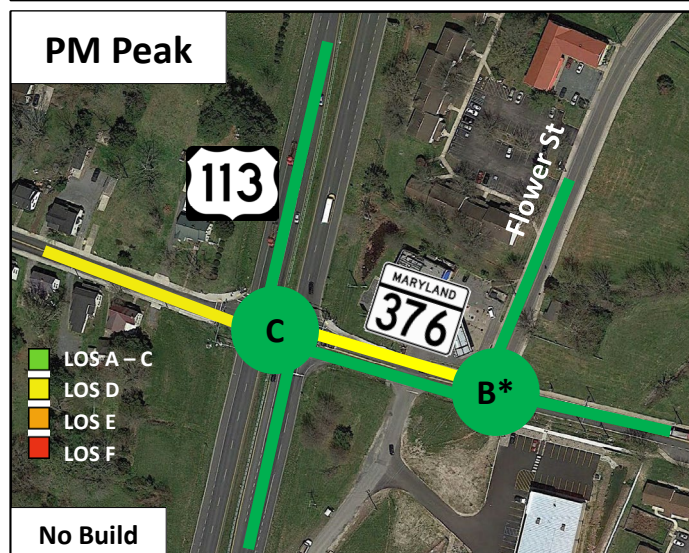 PM Peak
113
Flower St
MARYLAND
376
C
B*
LOS A – C
LOS D
LOS E
LOS F
No Build